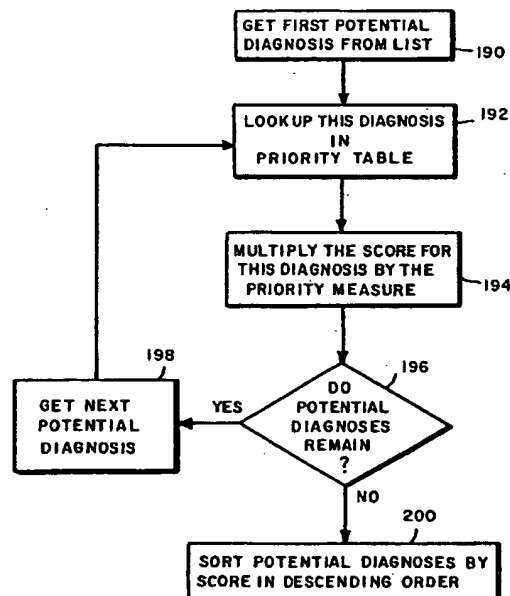 GET FIRST POTENTIAL
DIAGNOSIS FROM LIST
190
LOOKUP THIS DIAGNOSIS
IN
PRIORITY TABLE
192
MULTIPLY THE SCORE FOR
THIS DIAGNOSIS BY THE
PRIORITY MEASURE
194
196
DO
POTENTIAL
DIAGNOSES
REMAIN
?
YES
198
GET NEXT
POTENTIAL
DIAGNOSIS
NO
200
SORT POTENTIAL DIAGNOSES BY
SCORE IN DESCENDING ORDER